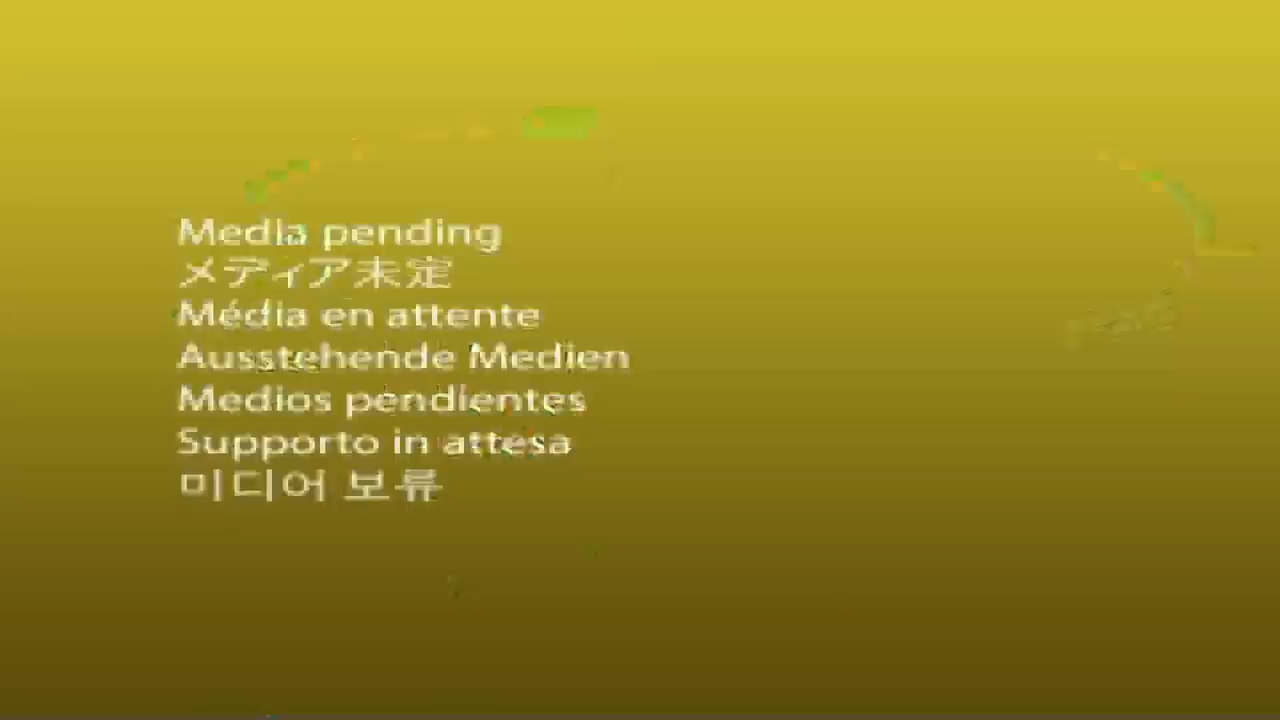 Media pending
メディア未定
Média en attente
Ausstehende Medien
Medios pendientes
Supporto in attesa
미디어 보류